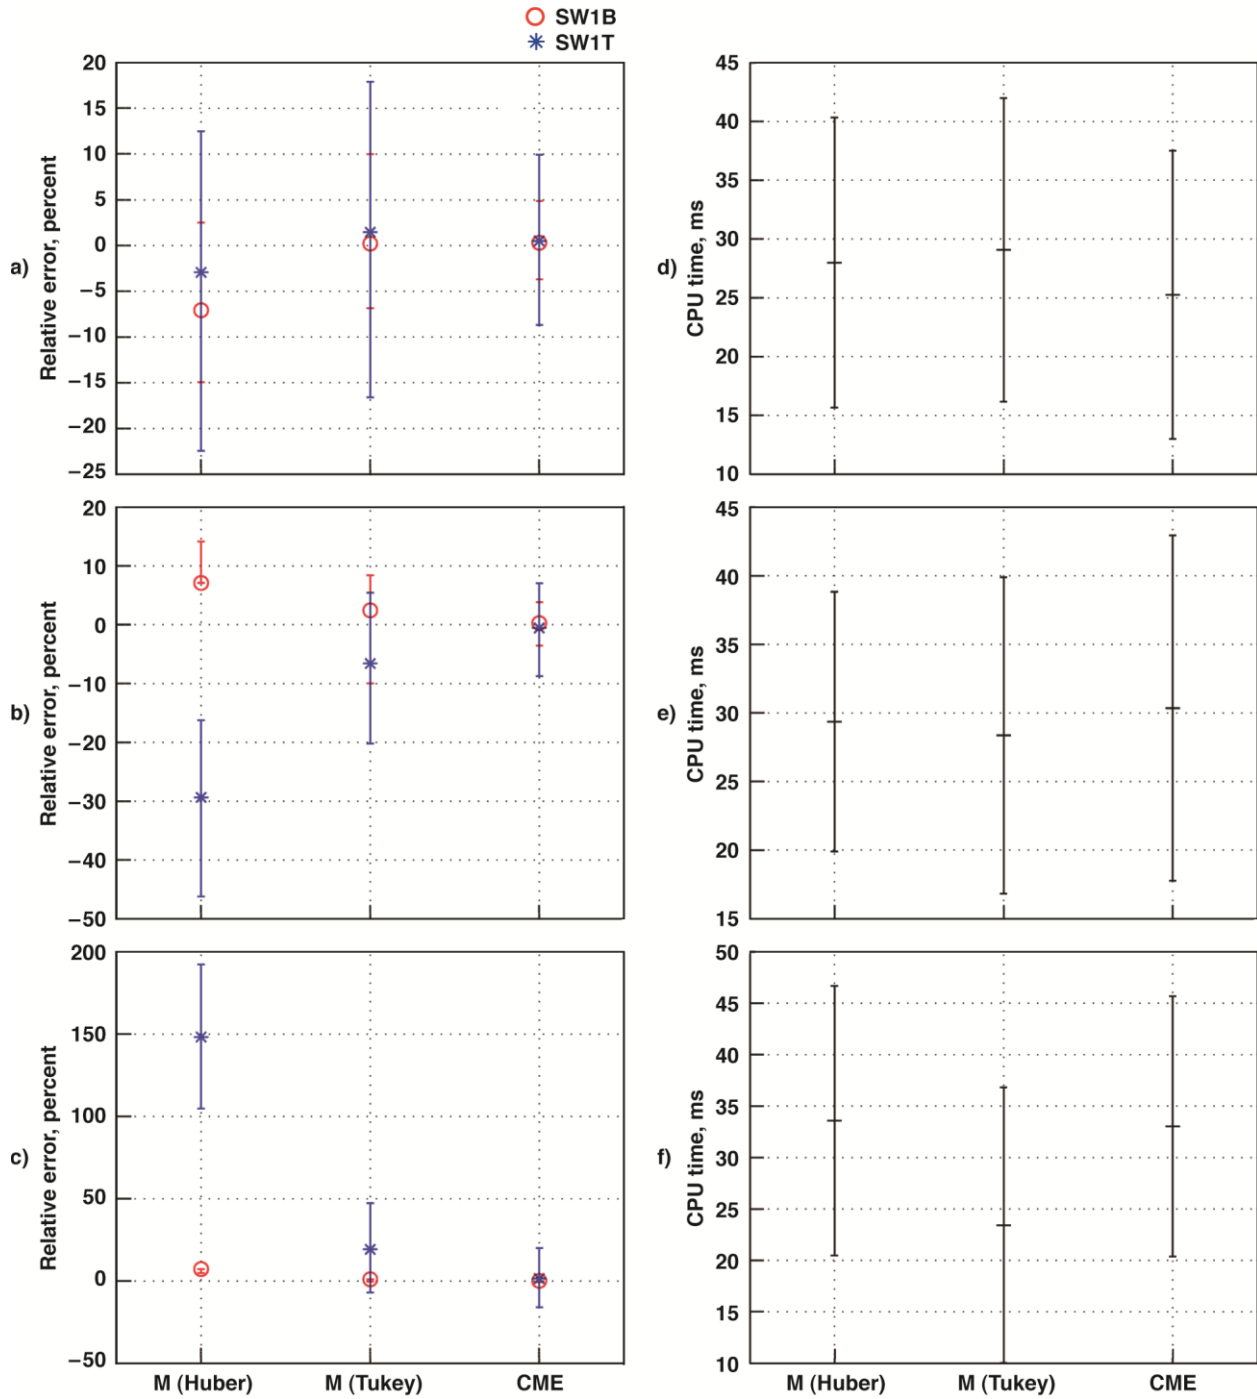 SW1B
SW1T
a)
Relative error, percent
20
15
10
5
0
−5
−10
−15
−20
−25
d)
CPU time, ms
45
40
35
30
25
20
15
10
b)
Relative error, percent
20
10
0
−10
−20
−30
−40
−50
e)
CPU time, ms
45
40
35
30
25
20
15
c)
Relative error, percent
200
150
100
50
0
−50
M (Huber)
M (Tukey)
CME
f)
CPU time, ms
50
45
40
35
30
25
20
15
10
M (Huber)
M (Tukey)
CME